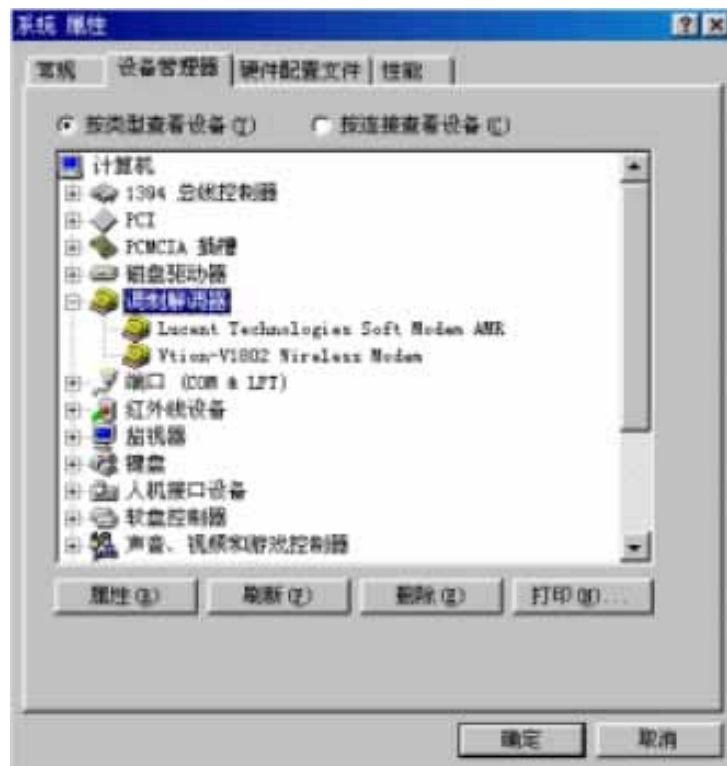 系统 属性
常规 设备管理器 硬件配置文件 性能
按类型查看设备(T) 按连接查看设备(C)
计算机
1394 总线控制器
PCI
PCMCIA 插槽
磁盘驱动器
调制解调器
Lucent Technologies Soft Modem AMR
Vtion-V1802 Wireless Modem
端口 (COM & LPT)
红外线设备
监视器
键盘
人机接口设备
软盘控制器
声音、视频和游戏控制器
属性(R) 刷新(F) 删除(E) 打印(N)...
确定 取消